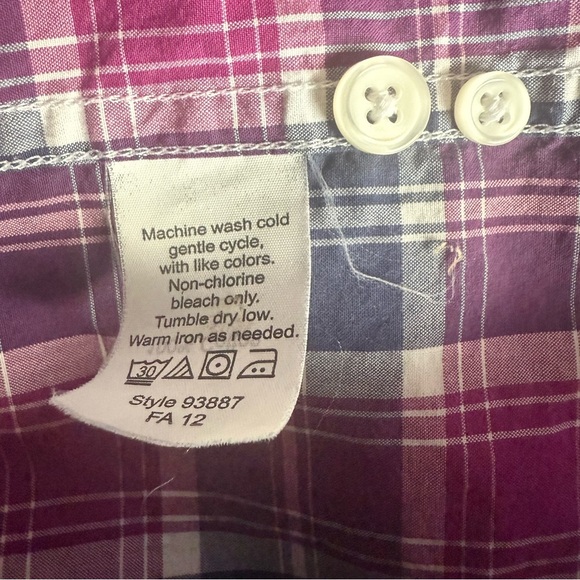 Machine wash cold
gentle cycle,
with like colors.
Non-chlorine
bleach only.
Tumble dry low.
Warm iron as needed.
30
Style 93887
FA 12